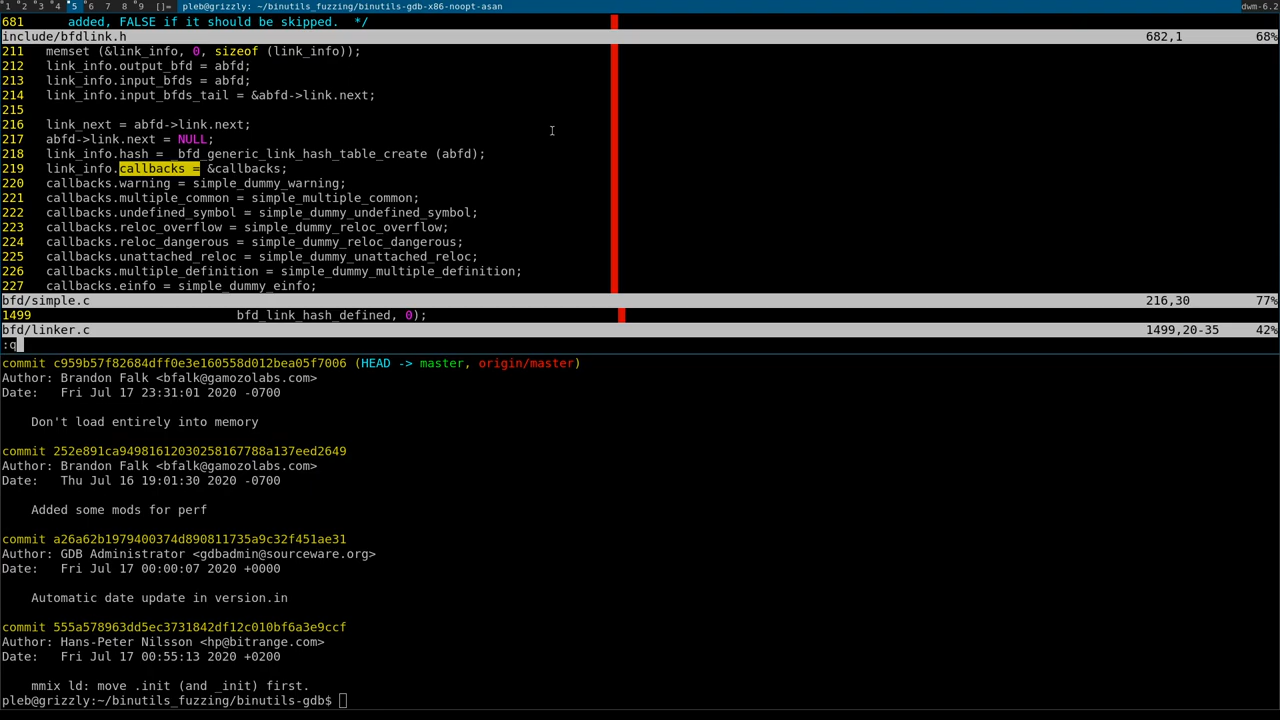 1 2 3 4 5 6 7 8 9 []= pleb@grizzly: ~/binutils_fuzzing/binutils-gdb-x86-noopt-asan dwm-6.2
681 added, FALSE if it should be skipped. */
include/bfdlink.h 682,1 68%
211 memset (&link_info, 0, sizeof (link_info));
212 link_info.output_bfd = abfd;
213 link_info.input_bfds = abfd;
214 link_info.input_bfds_tail = &abfd->link.next;
215
216 link_next = abfd->link.next;
217 abfd->link.next = NULL;
218 link_info.hash = _bfd_generic_link_hash_table_create (abfd);
219 link_info.callbacks = &callbacks;
220 callbacks.warning = simple_dummy_warning;
221 callbacks.multiple_common = simple_multiple_common;
222 callbacks.undefined_symbol = simple_dummy_undefined_symbol;
223 callbacks.reloc_overflow = simple_dummy_reloc_overflow;
224 callbacks.reloc_dangerous = simple_dummy_reloc_dangerous;
225 callbacks.unattached_reloc = simple_dummy_unattached_reloc;
226 callbacks.multiple_definition = simple_dummy_multiple_definition;
227 callbacks.einfo = simple_dummy_einfo;
bfd/simple.c 216,30 77%
1499 bfd_link_hash_defined, 0);
bfd/linker.c 1499,20-35 42%
:q
commit c959b57f82684dff0e3e160558d012bea05f7006 (HEAD -> master, origin/master)
Author: Brandon Falk <bfalk@gamozolabs.com>
Date: Fri Jul 17 23:31:01 2020 -0700
Don't load entirely into memory
commit 252e891ca94981612030258167788a137eed2649
Author: Brandon Falk <bfalk@gamozolabs.com>
Date: Thu Jul 16 19:01:30 2020 -0700
Added some mods for perf
commit a26a62b1979400374d890811735a9c32f451ae31
Author: GDB Administrator <gdbadmin@sourceware.org>
Date: Fri Jul 17 00:00:07 2020 +0000
Automatic date update in version.in
commit 555a578963dd5ec3731842df12c010bf6a3e9ccf
Author: Hans-Peter Nilsson <hp@bitrange.com>
Date: Fri Jul 17 00:55:13 2020 +0200
mmix ld: move .init (and _init) first.
pleb@grizzly:~/binutils_fuzzing/binutils-gdb$